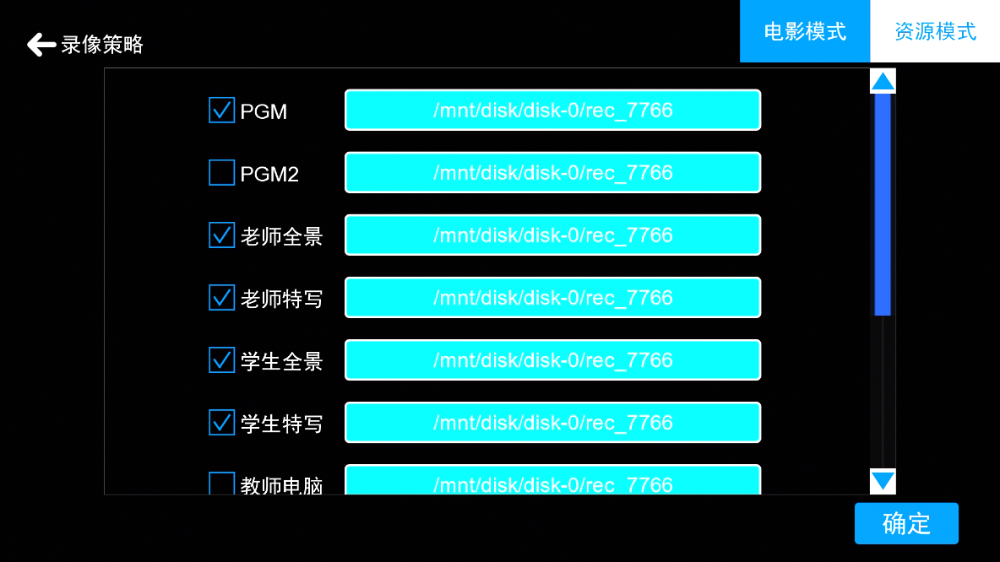 录像策略
电影模式
资源模式
PGM
/mnt/disk/disk-0/rec_7766
PGM2
/mnt/disk/disk-0/rec_7766
老师全景
/mnt/disk/disk-0/rec_7766
老师特写
/mnt/disk/disk-0/rec_7766
学生全景
/mnt/disk/disk-0/rec_7766
学生特写
/mnt/disk/disk-0/rec_7766
教师电脑
/mnt/disk/disk-0/rec_7766
确定